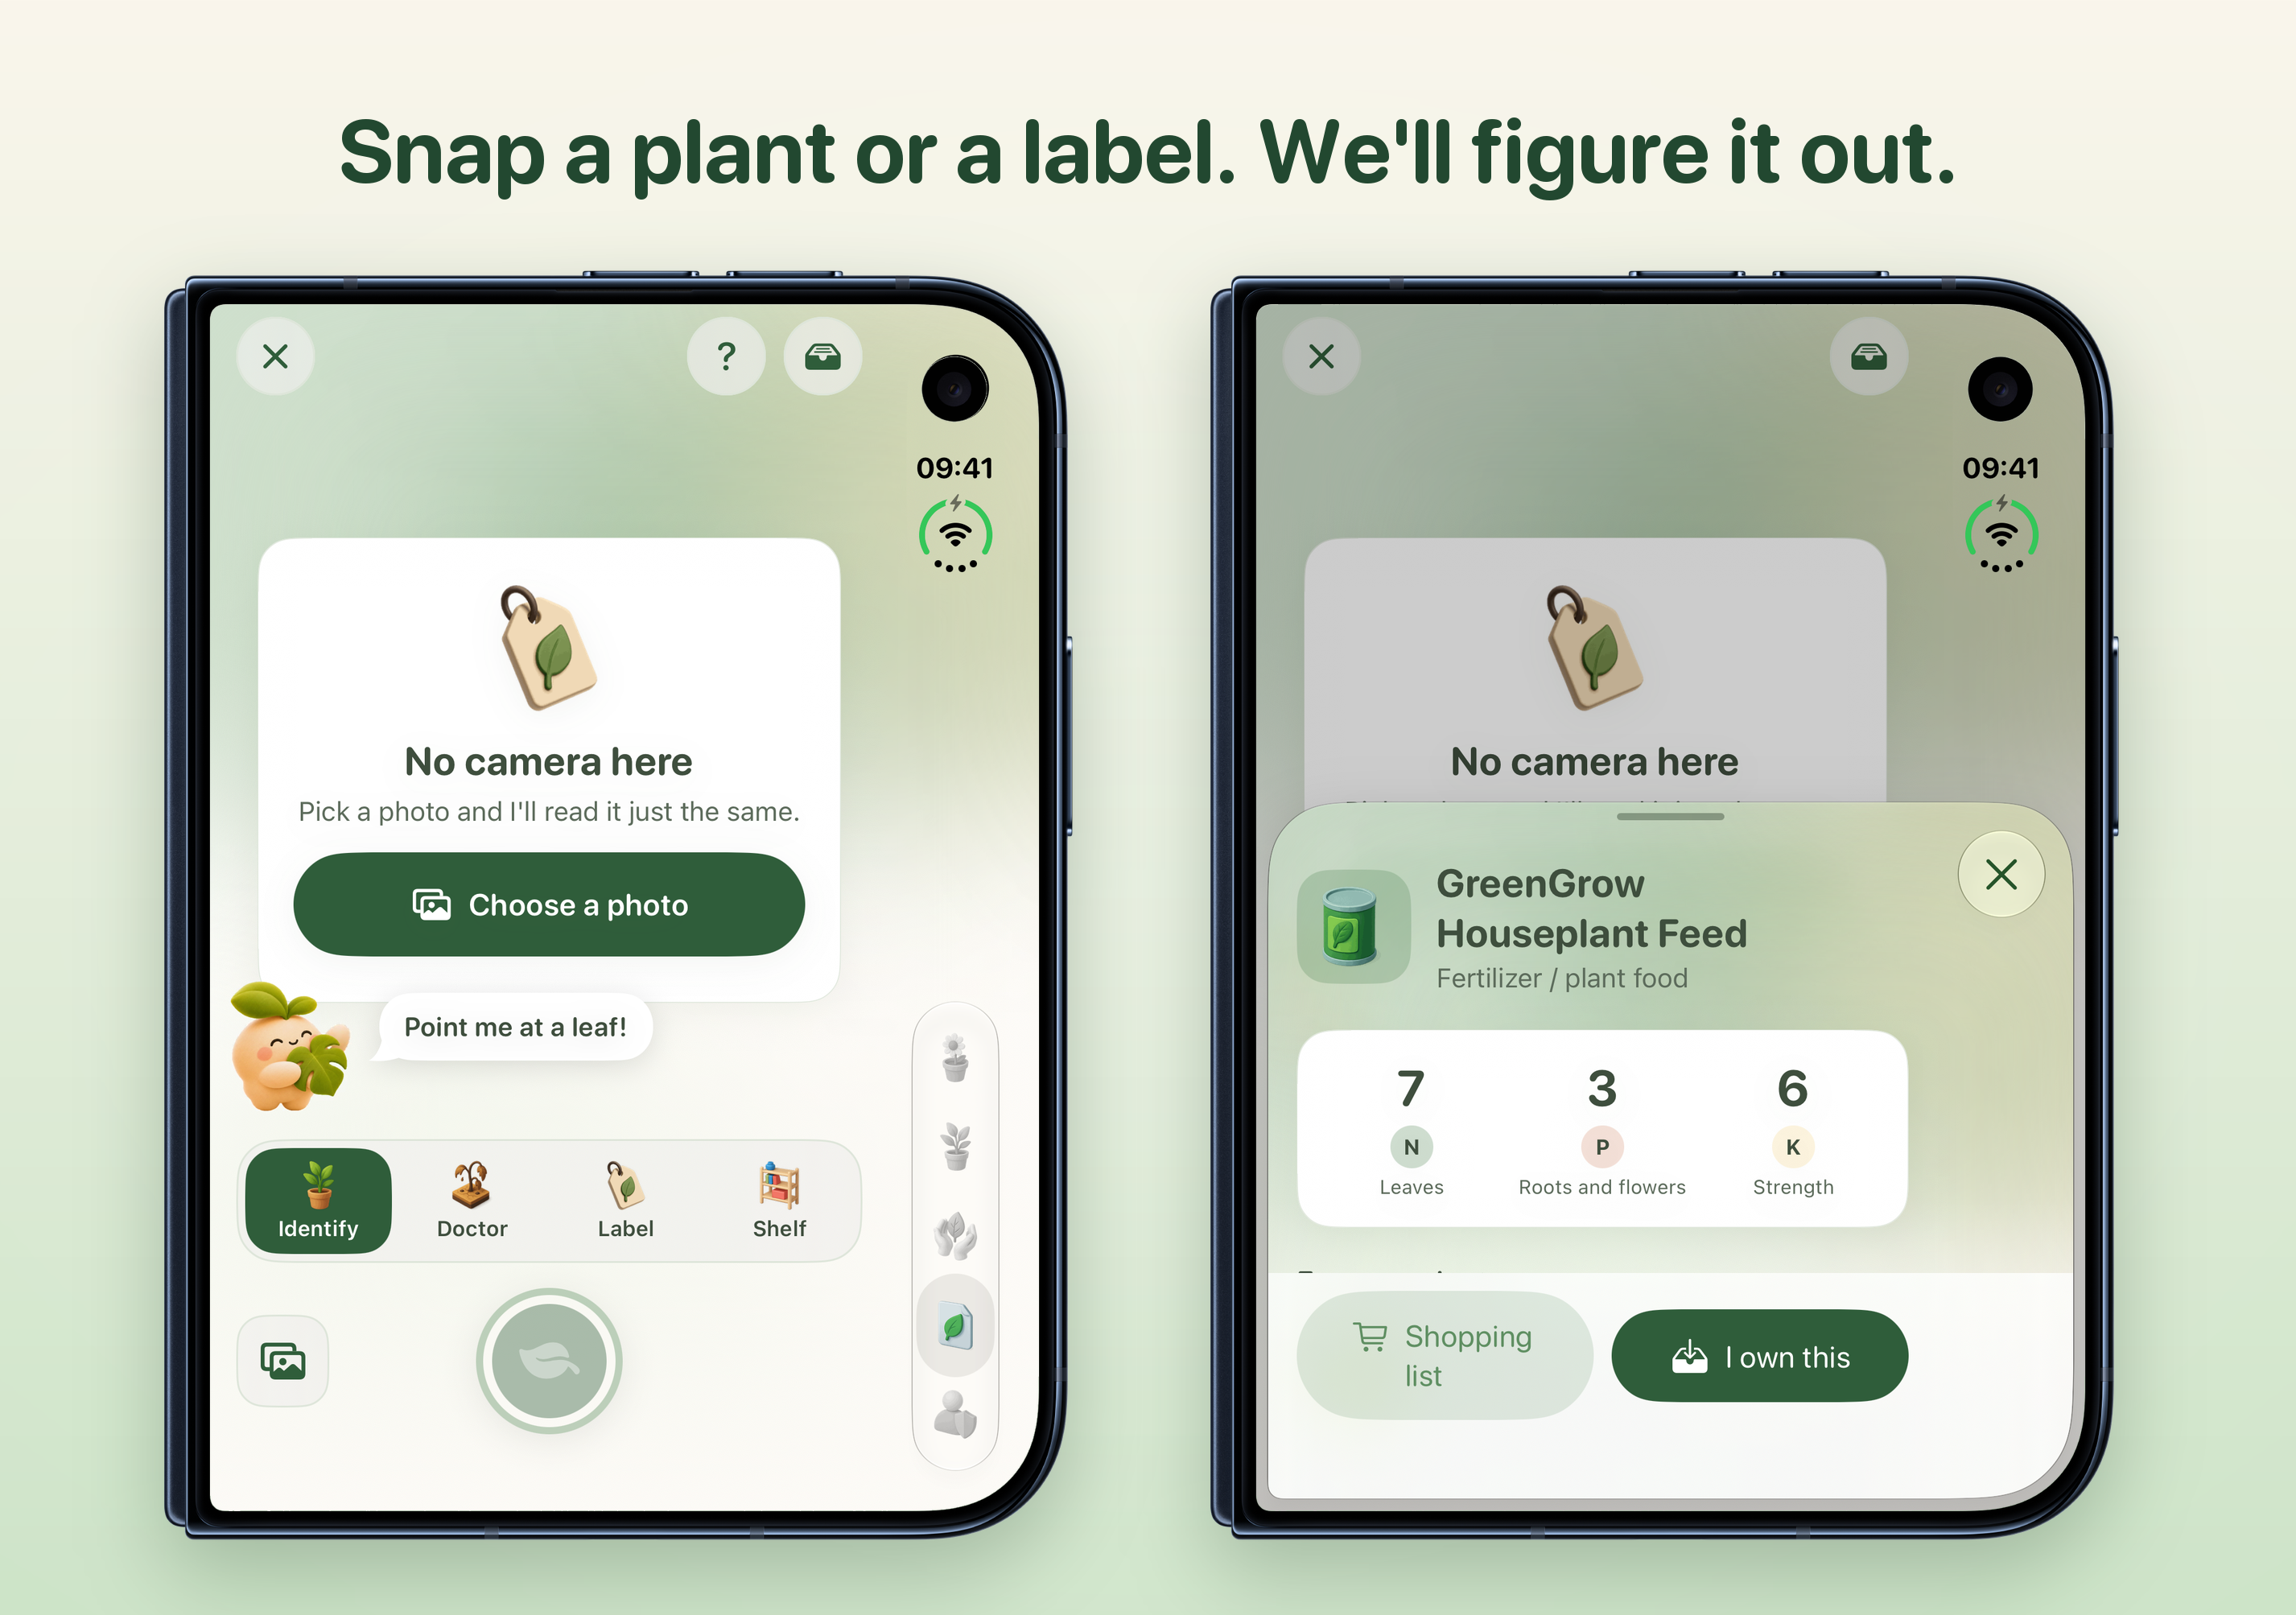 Snap a plant or a label. We'll figure it out.
?
09:41
No camera here
Pick a photo and I'll read it just the same.
Choose a photo
Point me at a leaf!
Identify
Doctor
Label
Shelf
09:41
No camera here
GreenGrow
Houseplant Feed
Fertilizer / plant food
7
3
6
N
P
K
Leaves
Roots and flowers
Strength
Shopping
list
I own this